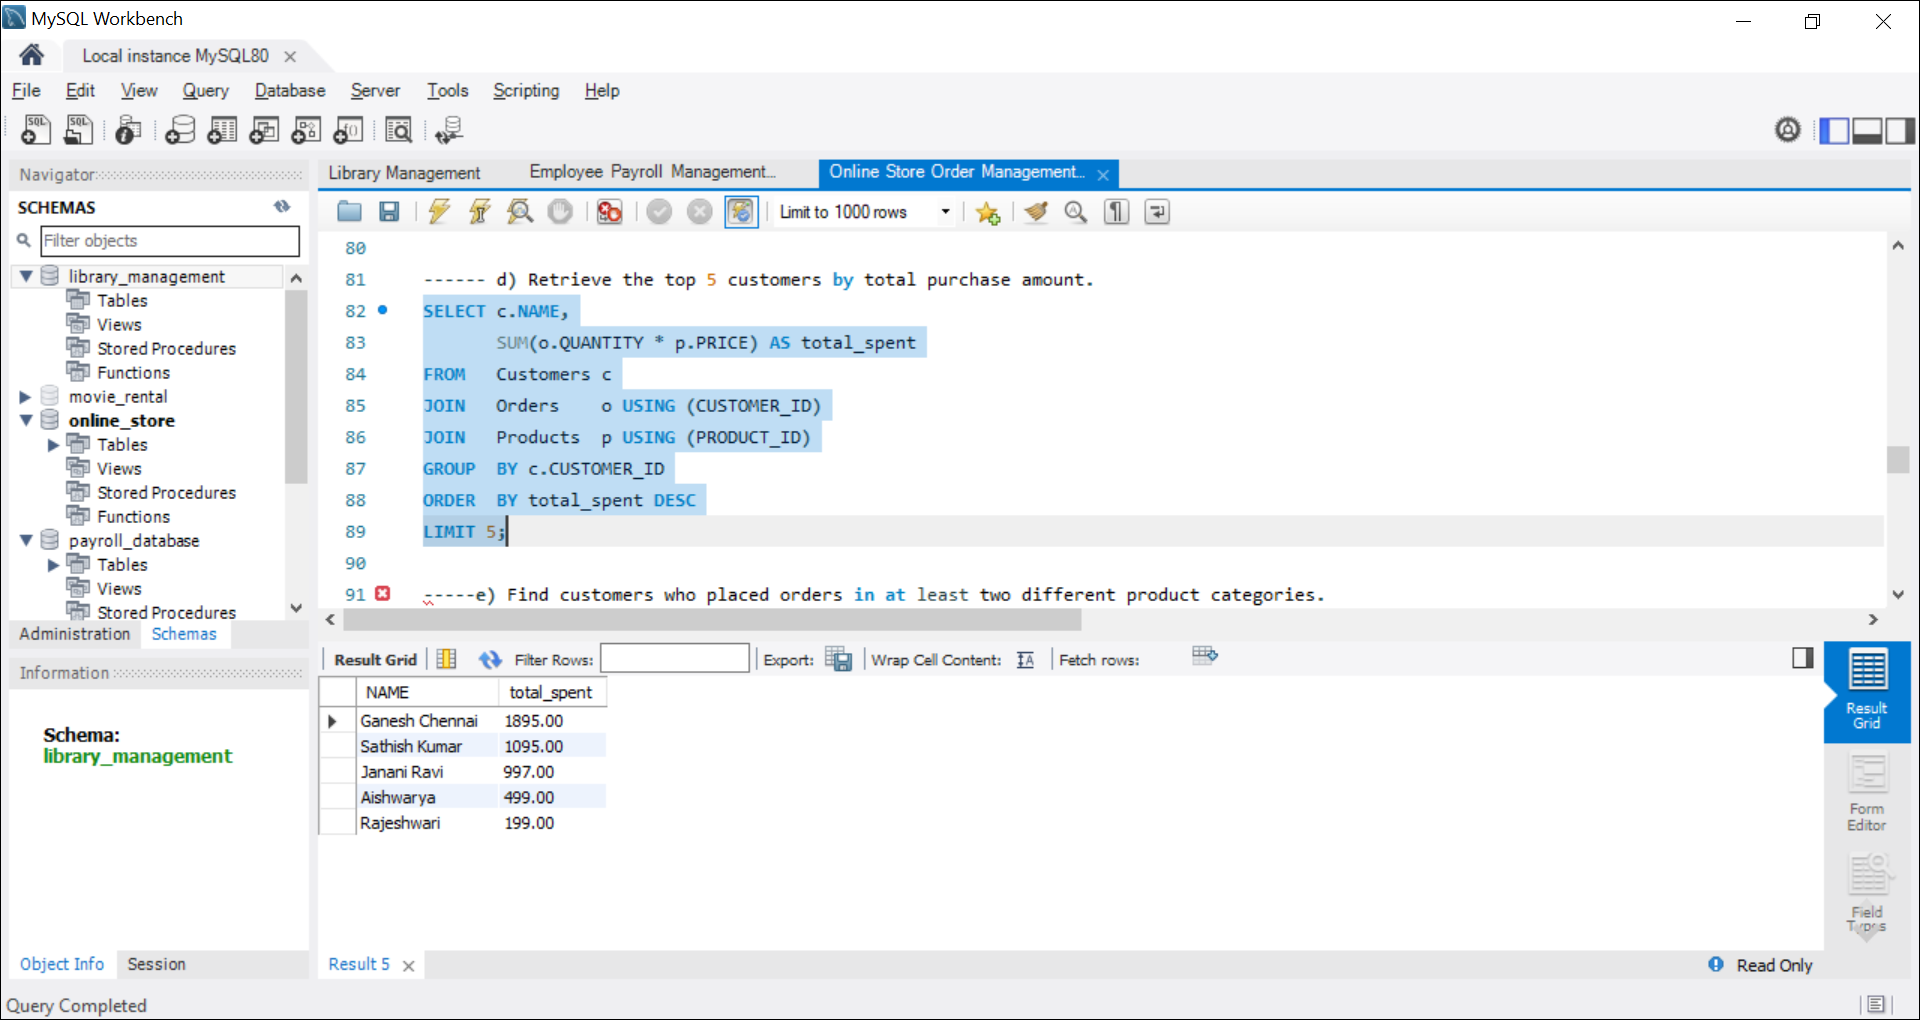 MySQL Workbench
Local instance MySQL80
File Edit View Query Database Server Tools Scripting Help
Navigator
SCHEMAS
Filter objects
library_management
Tables
Views
Stored Procedures
Functions
movie_rental
online_store
Tables
Views
Stored Procedures
Functions
payroll_database
Tables
Views
Stored Procedures
Administration Schemas
Information
Schema:
library_management
Object Info Session
Library Management Employee Payroll Management... Online Store Order Management...
Limit to 1000 rows
80
81 ------ d) Retrieve the top 5 customers by total purchase amount.
82 SELECT c.NAME,
83 SUM(o.QUANTITY * p.PRICE) AS total_spent
84 FROM Customers c
85 JOIN Orders o USING (CUSTOMER_ID)
86 JOIN Products p USING (PRODUCT_ID)
87 GROUP BY c.CUSTOMER_ID
88 ORDER BY total_spent DESC
89 LIMIT 5;
90
91 -----e) Find customers who placed orders in at least two different product categories.
Result Grid Filter Rows: Export: Wrap Cell Content: Fetch rows:
NAME total_spent
Ganesh Chennai 1895.00
Sathish Kumar 1095.00
Janani Ravi 997.00
Aishwarya 499.00
Rajeshwari 199.00
Result
Grid
Form
Editor
Field
Types
Result 5
Read Only
Query Completed